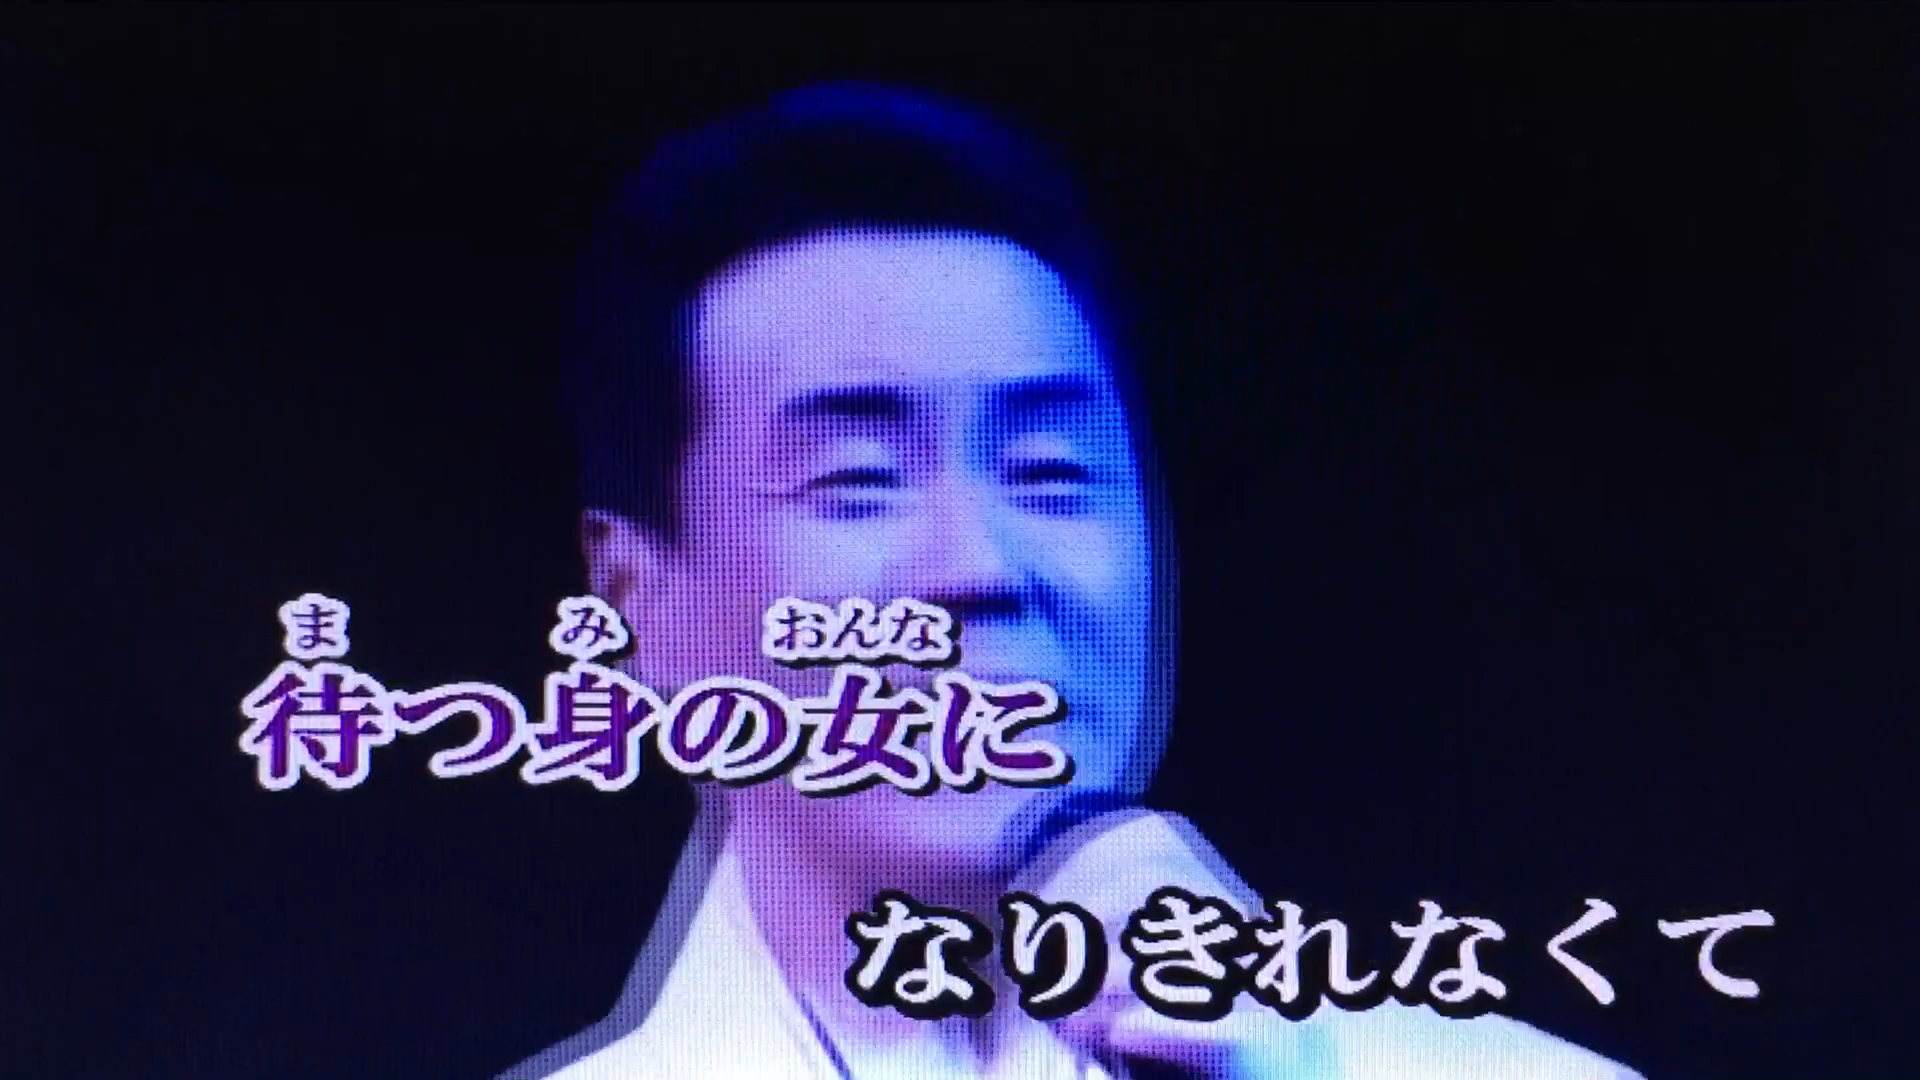 ま み おんな
待つ身の女に
なりきれなくて